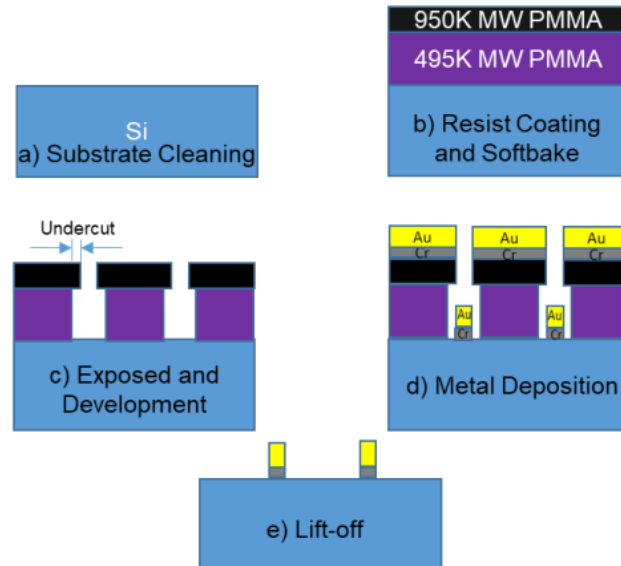 950K MW PMMA
495K MW PMMA
Si
a) Substrate Cleaning
b) Resist Coating
and Softbake
Undercut
Au
Au
Au
Cr
Cr
Cr
Au
Au
Cr
Cr
c) Exposed and
Development
d) Metal Deposition
e) Lift-off